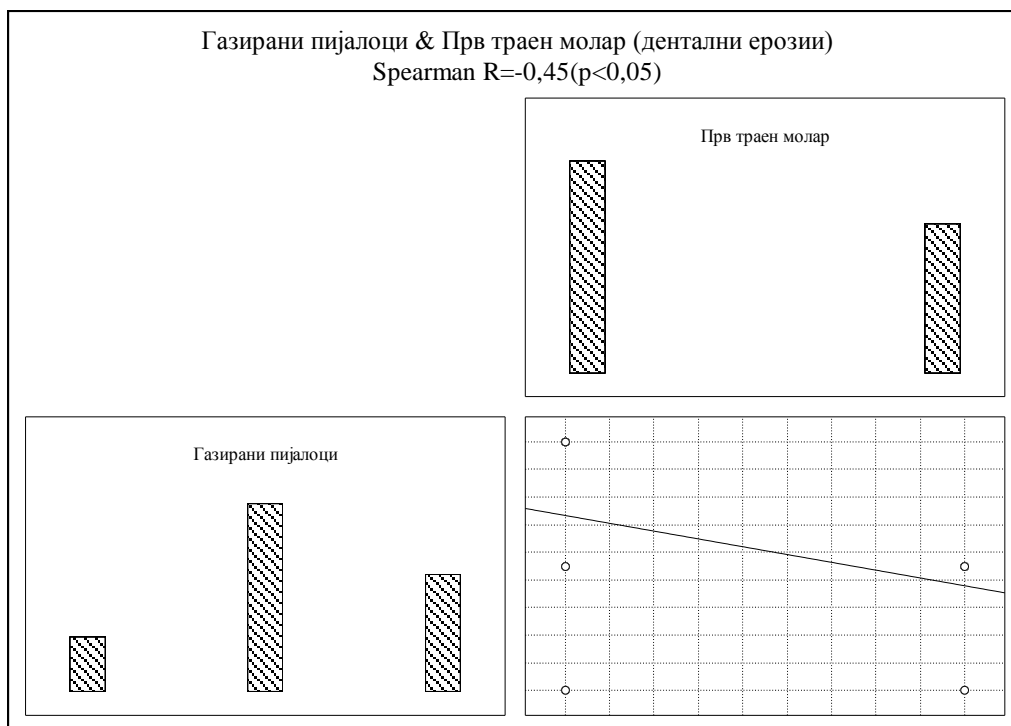 Газирани пијалоци & Прв траен молар (дентални ерозии)
Spearman R=-0,45(p<0,05)
Прв траен молар
Газирани пијалоци